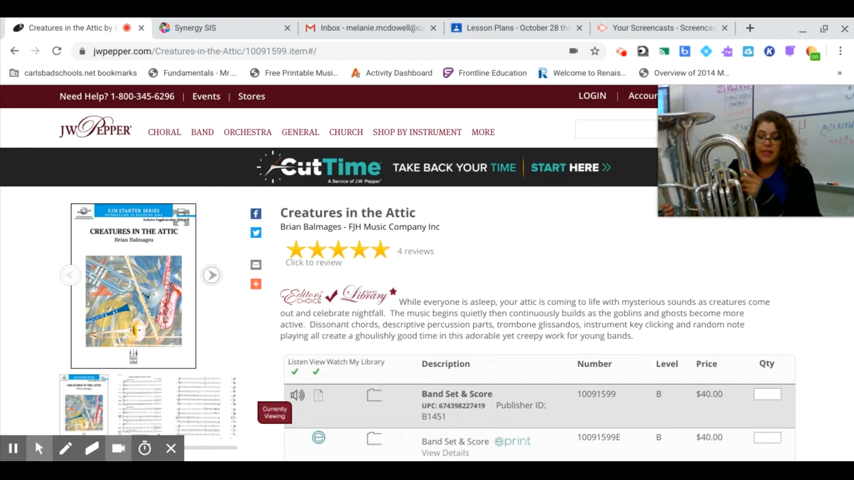 Creatures in the Attic by
Synergy SIS
Inbox - melanie.mcdowell@ca
Lesson Plans - October 28 th
Your Screencasts - Screencas
jwpepper.com/Creatures-in-the-Attic/10091599.item#/
carlsbadschools.net bookmarks
Fundamentals - Mr....
Free Printable Musi...
Activity Dashboard
Frontline Education
Welcome to Renais...
Overview of 2014 M...
Need Help? 1-800-345-6296 | Events | Stores
LOGIN | Accoun
JW PEPPER
CHORAL BAND ORCHESTRA GENERAL CHURCH SHOP BY INSTRUMENT MORE
CutTime
A Service of J.W. Pepper
TAKE BACK YOUR TIME | START HERE >>
FJH STARTER SERIES
CREATURES IN THE ATTIC
Brian Balmages
Creatures in the Attic
Brian Balmages - FJH Music Company Inc
4 reviews
Click to review
Editors' CHOICE Basic Library
While everyone is asleep, your attic is coming to life with mysterious sounds as creatures come
out and celebrate nightfall. The music begins quietly then continuously builds as the goblins and ghosts become more
active. Dissonant chords, descriptive percussion parts, trombone glissandos, instrument key clicking and random note
playing all create a ghoulishly good time in this adorable yet creepy work for young bands.
Listen View Watch My Library Description Number Level Price Qty
Currently Viewing
Band Set & Score 10091599 B $40.00
UPC: 674398227419 Publisher ID:
B1451
Band Set & Score eprint 10091599E B $40.00
View Details